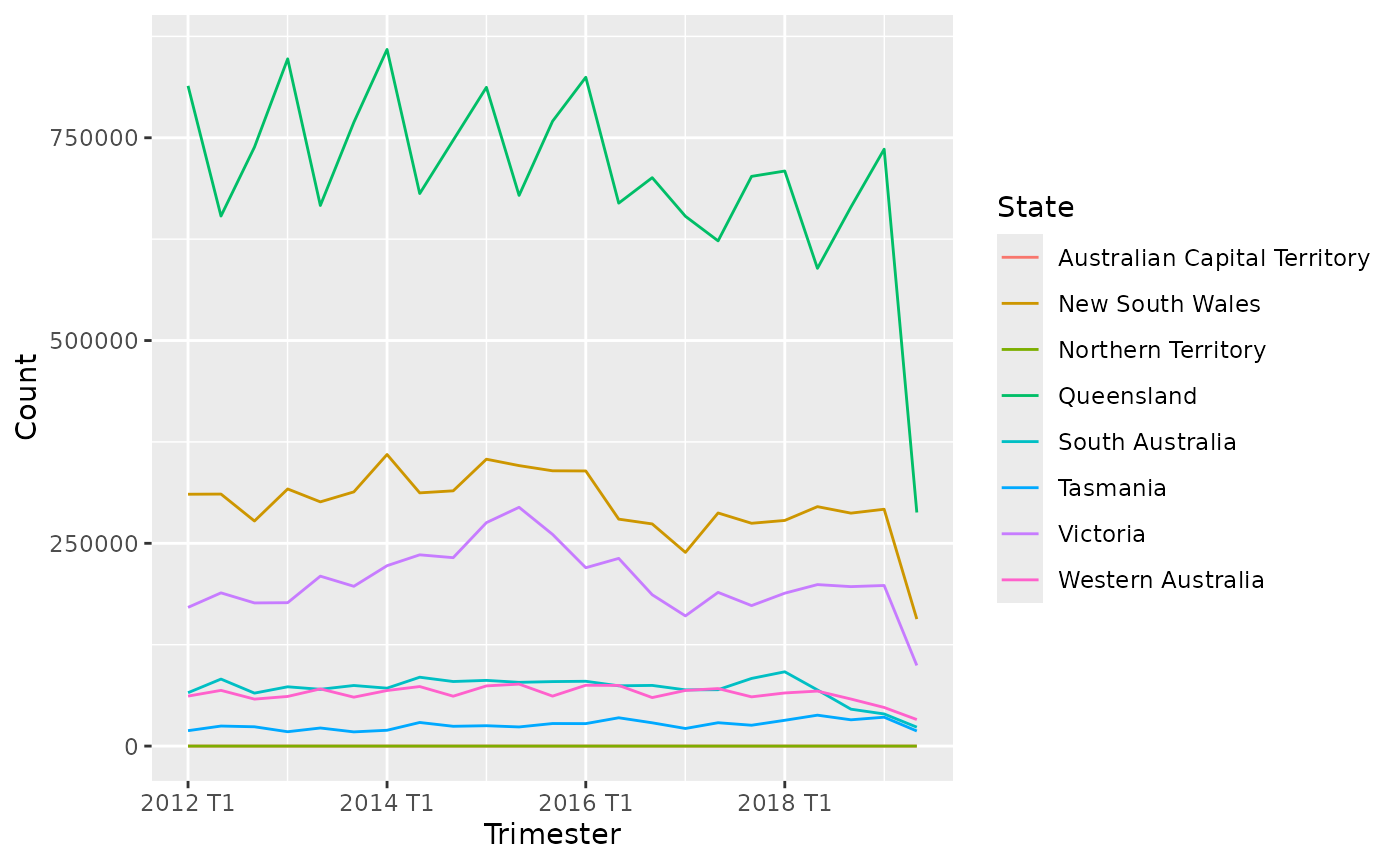 750000
500000
250000
0
Count
2012 T1 2014 T1 2016 T1 2018 T1
Trimester
State
Australian Capital Territory
New South Wales
Northern Territory
Queensland
South Australia
Tasmania
Victoria
Western Australia